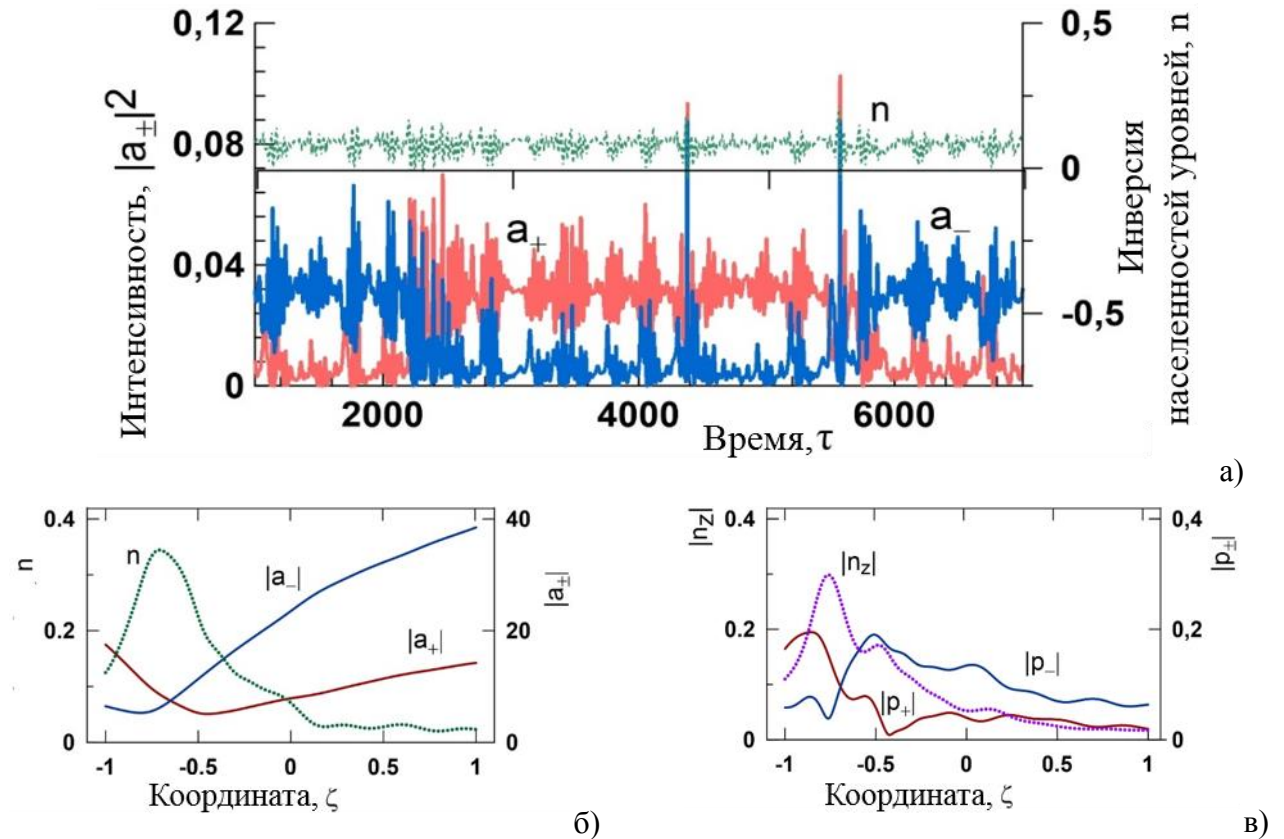 Интенсивность, |a±|2
0,12
0,08
0,04
0
0,5
0
-0,5
Инверсия
населенностей уровней, n
n
a+
a−
2000
4000
6000
Время,τ
а)
0.4
0.2
0
n
n
|a−|
|a+|
40
20
0
|a±|
-1
-0.5
0
0.5
1
Координата, ζ
б)
0.4
0.2
0
|nz|
|nz|
|p−|
|p+|
0.4
0.2
0
|p±|
-1
-0.5
0
0.5
1
Координата, ζ
в)